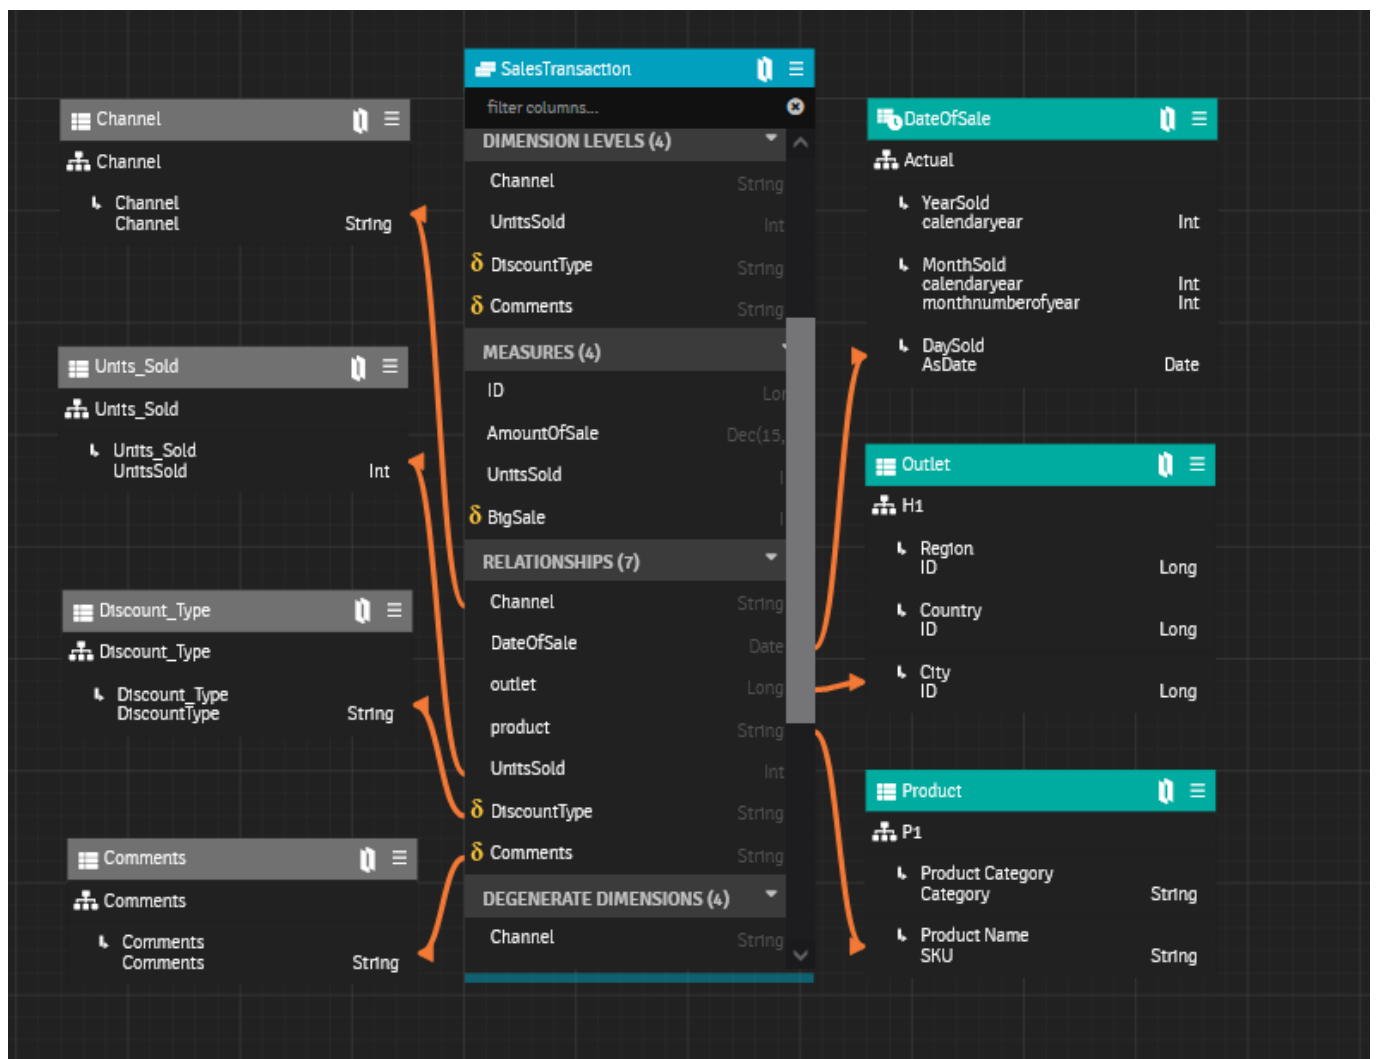 SalesTransaction
filter columns...
DIMENSION LEVELS (4)
Channel String
UnitsSold Int
δ DiscountType String
δ Comments String
MEASURES (4)
ID
AmountOfSale Dec(15,
UnitsSold
δ BigSale
RELATIONSHIPS (7)
Channel String
DateOfSale Date
outlet Long
product String
UnitsSold Int
δ DiscountType String
δ Comments String
DEGENERATE DIMENSIONS (4)
Channel String
Channel
Channel
Channel
Channel String
Units_Sold
Units_Sold
Units_Sold
UnitsSold Int
Discount_Type
Discount_Type
Discount_Type
DiscountType String
Comments
Comments
Comments
Comments String
DateOfSale
Actual
YearSold
calendaryear Int
MonthSold
calendaryear Int
monthnumberofyear Int
DaySold
AsDate Date
Outlet
H1
Region
ID Long
Country
ID Long
City
ID Long
Product
P1
Product Category
Category String
Product Name
SKU String